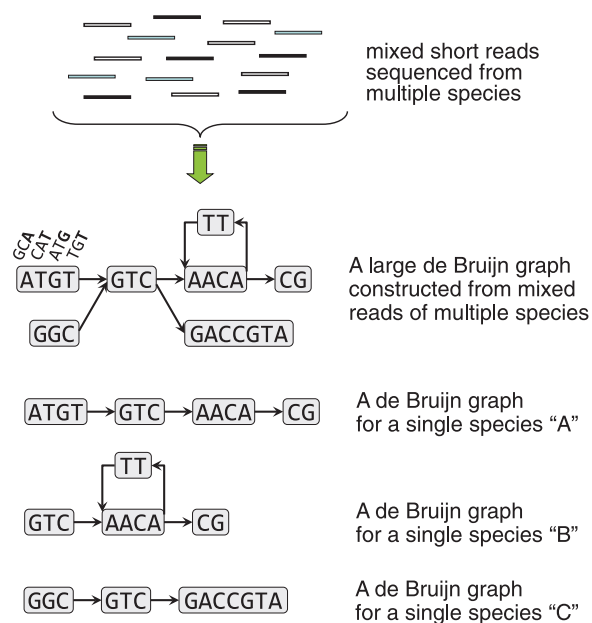 mixed short reads
sequenced from
multiple species
TT
GCA
CAT
ATG
TGT
ATGT
GTC
AACA
CG
A large de Bruijn graph
constructed from mixed
reads of multiple species
GGC
GACCGTA
ATGT
GTC
AACA
CG
A de Bruijn graph
for a single species “A”
TT
GTC
AACA
CG
A de Bruijn graph
for a single species “B”
GGC
GTC
GACCGTA
A de Bruijn graph
for a single species “C”